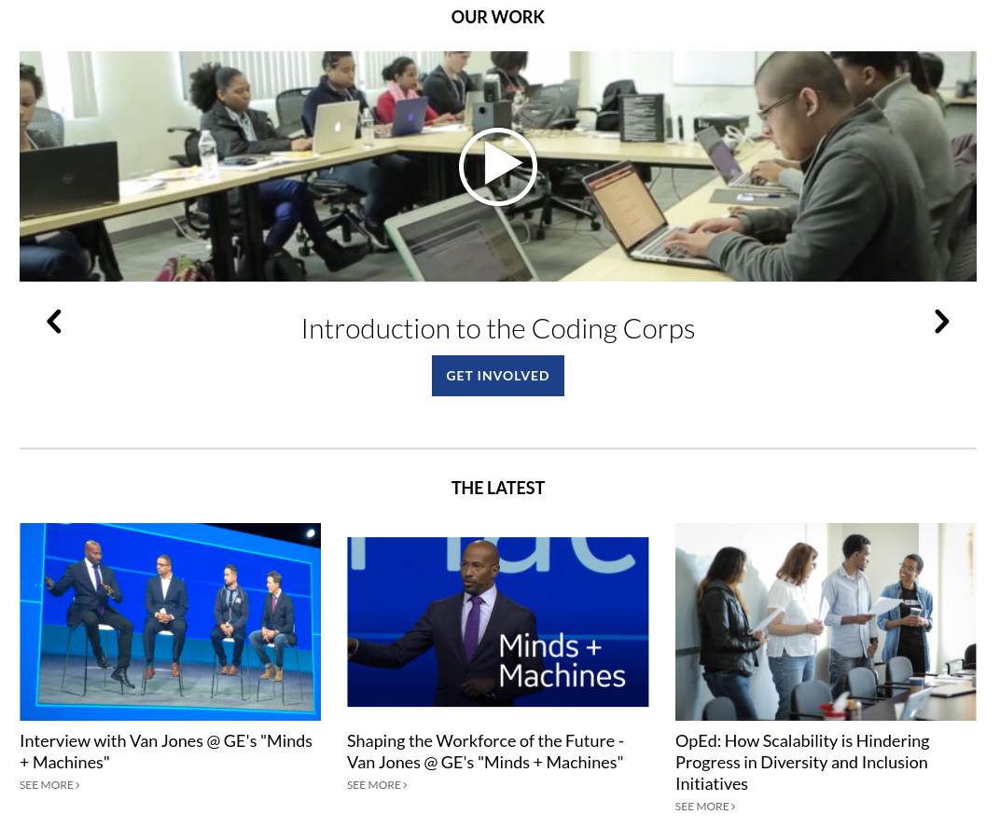 OUR WORK
Introduction to the Coding Corps
GET INVOLVED
THE LATEST
Minds +
Machines
Interview with Van Jones @ GE's "Minds
+ Machines"
SEE MORE
Shaping the Workforce of the Future -
Van Jones @ GE's "Minds + Machines"
SEE MORE
OpEd: How Scalability is Hindering
Progress in Diversity and Inclusion
Initiatives
SEE MORE